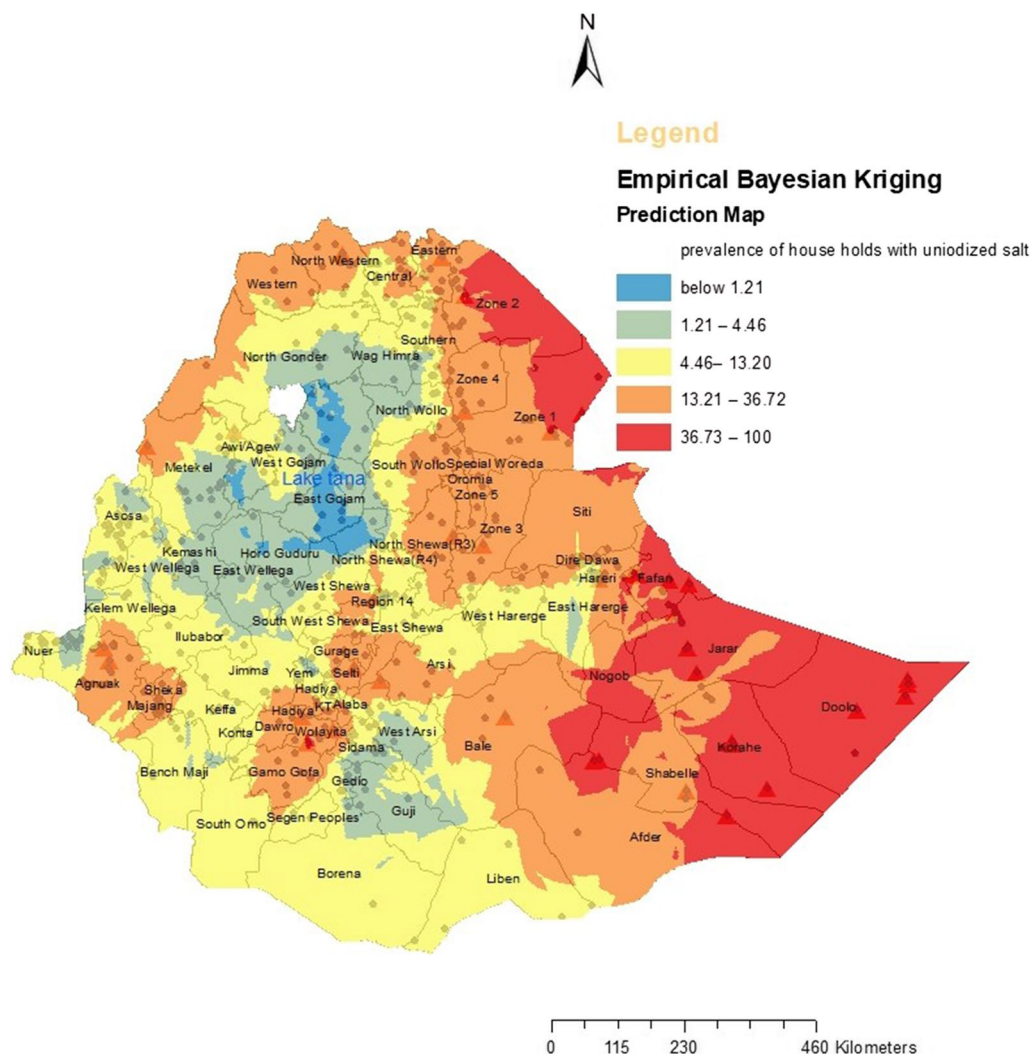 N
Legend
Empirical Bayesian Kriging
Prediction Map
prevalence of house holds with uniodized salt
below 1.21
1.21 – 4.46
4.46– 13.20
13.21 – 36.72
36.73 – 100
Eastern
North Western
Central
Western
Zone 2
Southern
North Gonder
Wag Himra
Zone 4
North Wollo
Zone 1
Awi/Agew
West Gojam
Metekel
South Wollo
Special Woreda
Oromia
Lake tana
East Gojam
Zone 5
Asosa
Siti
Zone 3
North Shewa(R3)
Kemashi
Horo Guduru
North Shewa(R4)
Dire Dawa
West Wellega
East Wellega
Hareri
Fafan
West Shewa
Region 14
Kelem Wellega
East Harerge
West Harerge
South West Shewa
East Shewa
Ilubabor
Nuer
Gurage
Jarar
Jimma
Yem
Selti
Arsi
Nogob
Agnuak
Sheka
Hadiya
Majang
KT
Alaba
Keffa
Hadiya
Doolo
Dawro
Wolayita
Konta
West Arsi
Sidama
Bale
Korahe
Bench Maji
Gamo Gofa
Gedio
Shabelle
Guji
South Omo
Segen Peoples'
Afder
Borena
Liben
0 115 230 460 Kilometers